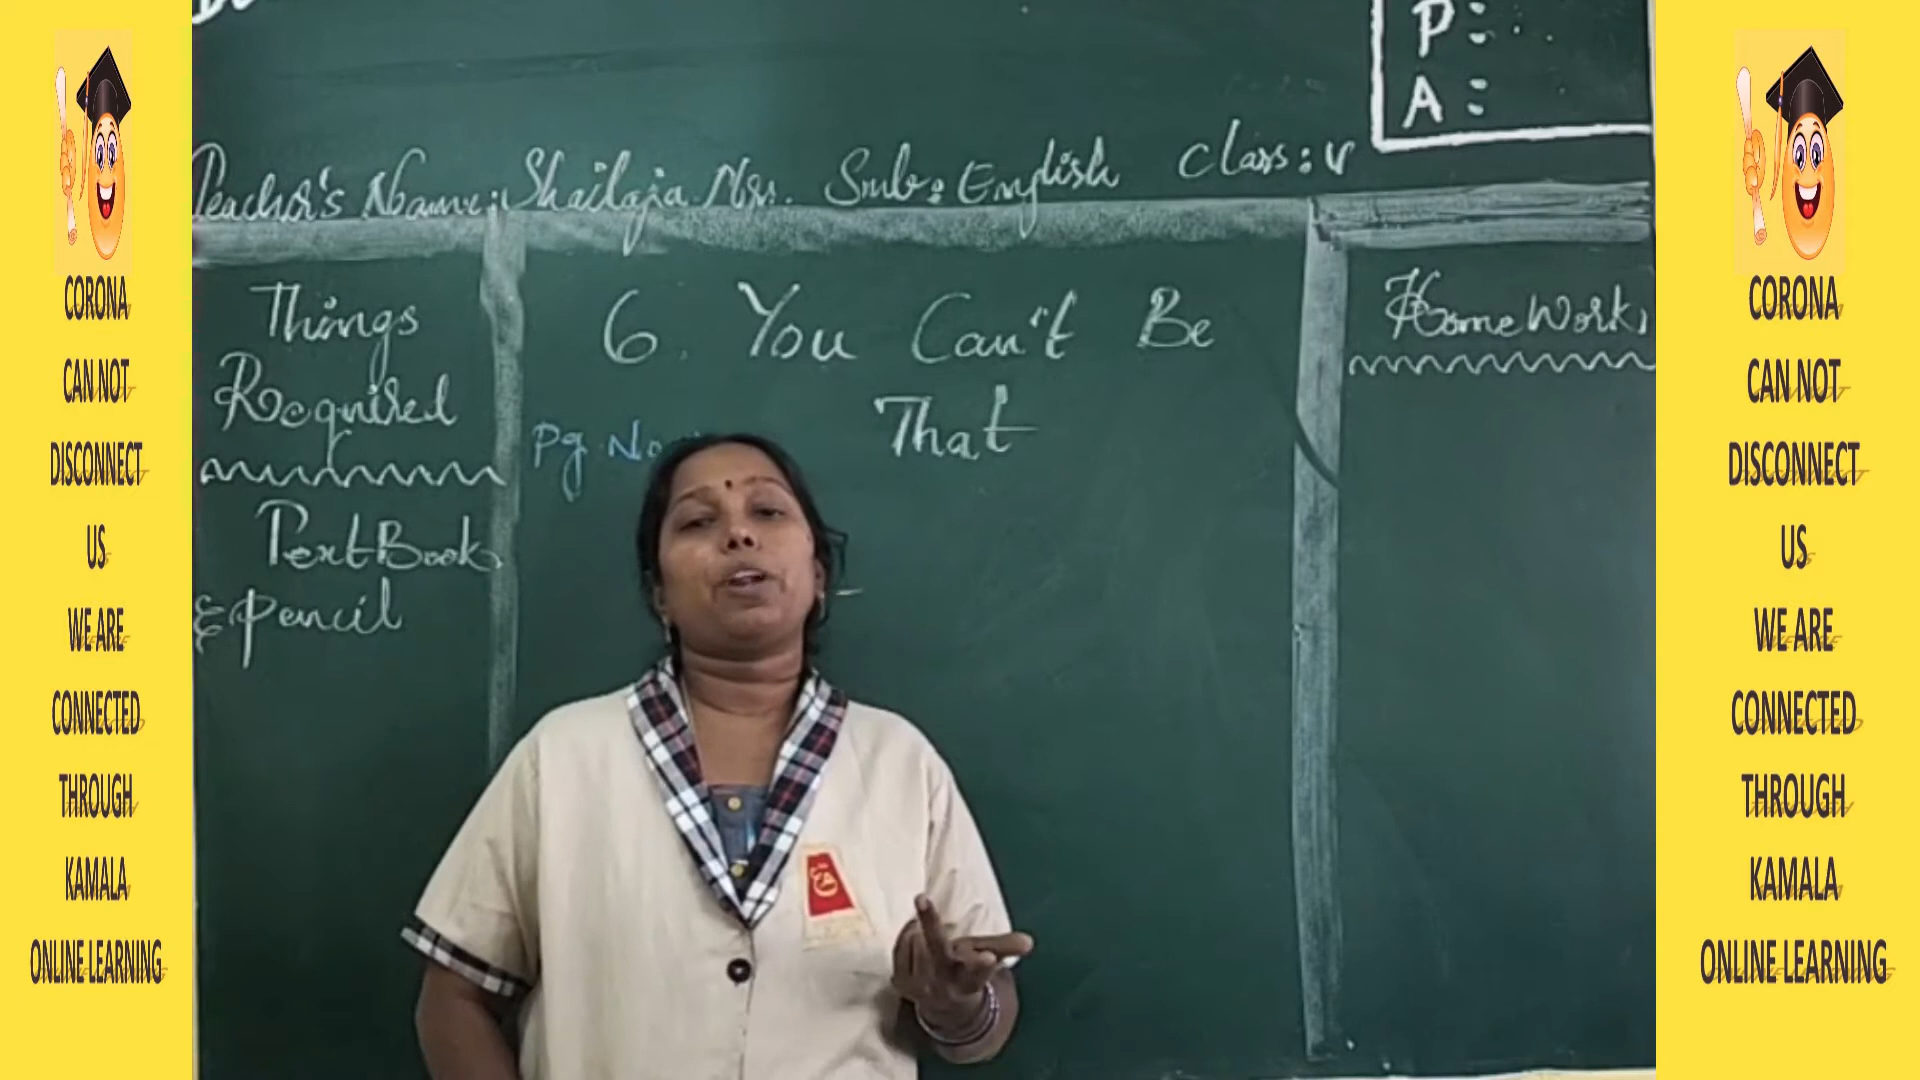 CORONA
CAN NOT
DISCONNECT
US
WE ARE
CONNECTED
THROUGH
KAMALA
ONLINE LEARNING
P:
A:
Teacher's Name: Shailaja Sub: English Class: V
Things
Required
Text Book
& Pencil
6. You Can't Be
That
Pg. No
Home Work
CORONA
CAN NOT
DISCONNECT
US
WE ARE
CONNECTED
THROUGH
KAMALA
ONLINE LEARNING